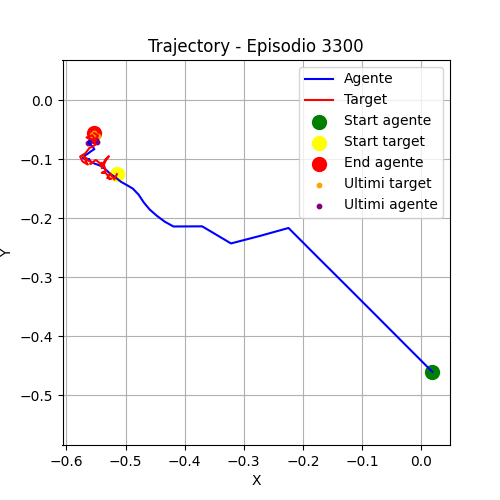 Trajectory - Episodio 3300
Agente
Target
Start agente
Start target
End agente
Ultimi target
Ultimi agente
Y
0.0
−0.1
−0.2
−0.3
−0.4
−0.5
−0.6
−0.5
−0.4
−0.3
−0.2
−0.1
0.0
X